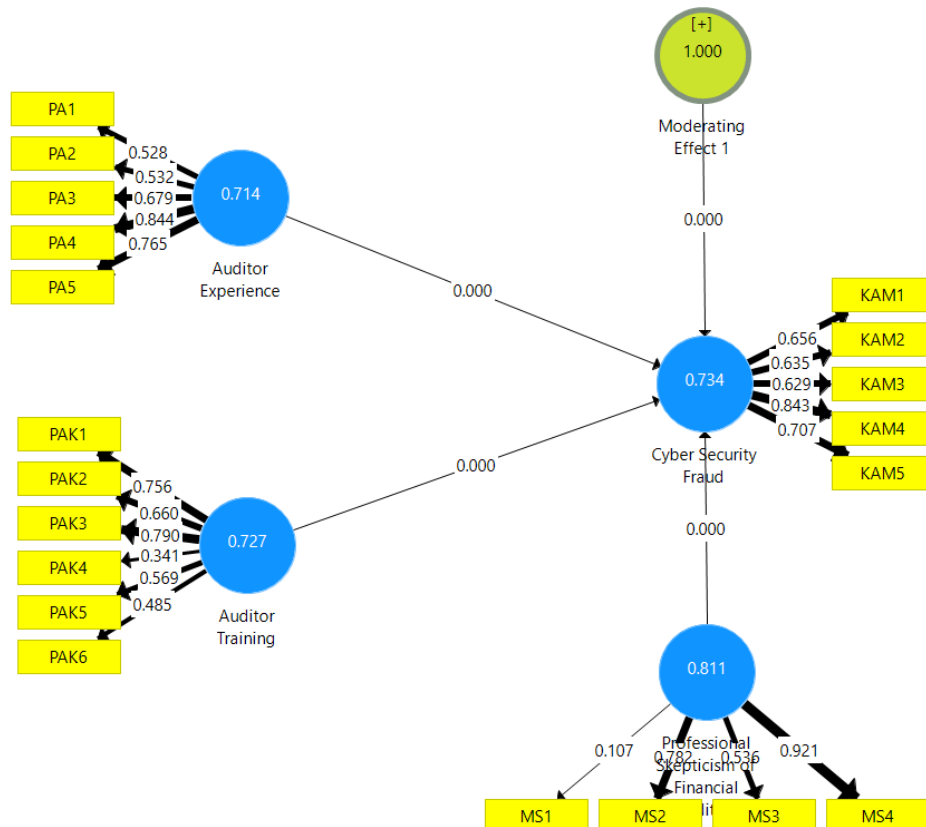 [+]
1.000
Moderating
Effect 1
0.000
PA1
PA2
PA3
PA4
PA5
0.528
0.532
0.679
0.844
0.765
0.714
Auditor
Experience
0.000
KAM1
KAM2
KAM3
KAM4
KAM5
0.656
0.635
0.629
0.843
0.707
0.734
Cyber Security
Fraud
PAK1
PAK2
PAK3
PAK4
PAK5
PAK6
0.756
0.660
0.790
0.341
0.569
0.485
0.727
Auditor
Training
0.000
0.000
0.811
Professional
Skepticism of
Financial
0.107
0.782
0.536
0.921
MS1
MS2
MS3
MS4